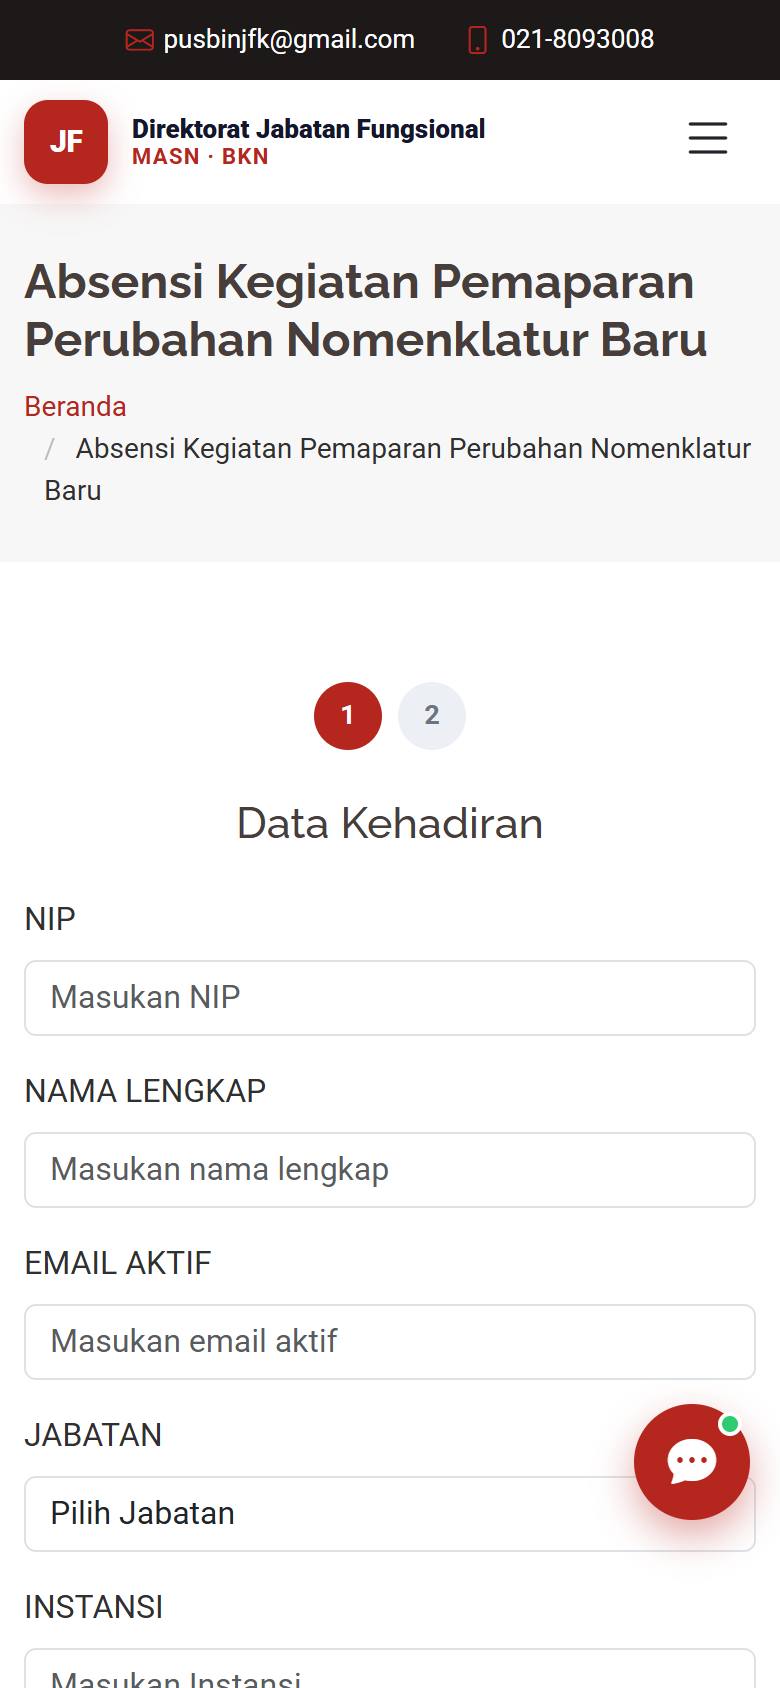 pusbinjfk@gmail.com 021-8093008
JF
Direktorat Jabatan Fungsional
MASN · BKN
Absensi Kegiatan Pemaparan
Perubahan Nomenklatur Baru
Beranda
/ Absensi Kegiatan Pemaparan Perubahan Nomenklatur
Baru
1 2
Data Kehadiran
NIP
Masukan NIP
NAMA LENGKAP
Masukan nama lengkap
EMAIL AKTIF
Masukan email aktif
JABATAN
Pilih Jabatan
INSTANSI
Masukan Instansi